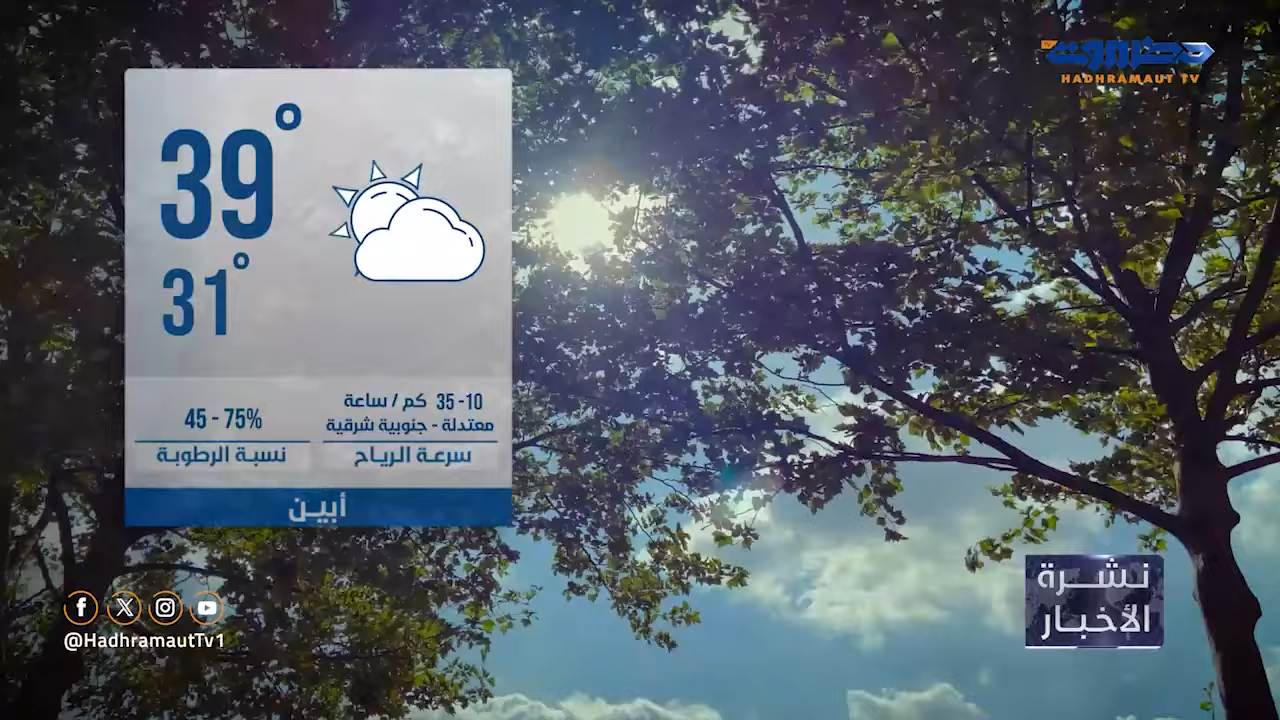 حضرموت TV
HADHRAMAUT TV
39°
31°
35-10 كم / ساعة
معتدلة - جنوبية شرقية
سرعة الرياح
45 - 75%
نسبة الرطوبة
أبين
نشرة
الأخبار
@HadhramautTv1